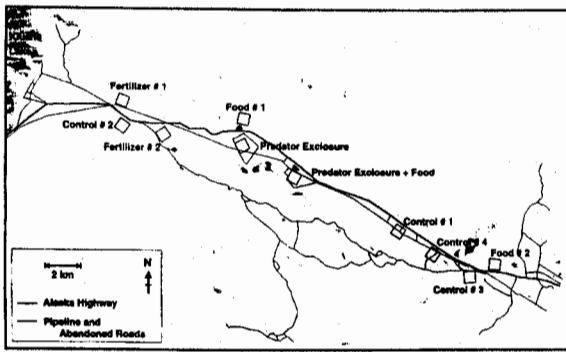 Fertilizer # 1
Food # 1
Control # 2
Fertilizer # 2
Predator Exclosure
Predator Exclosure + Food
Control # 1
Control # 4
Food # 2
Control # 3
2 km
N
Alaska Highway
Pipeline and
Abandoned Roads